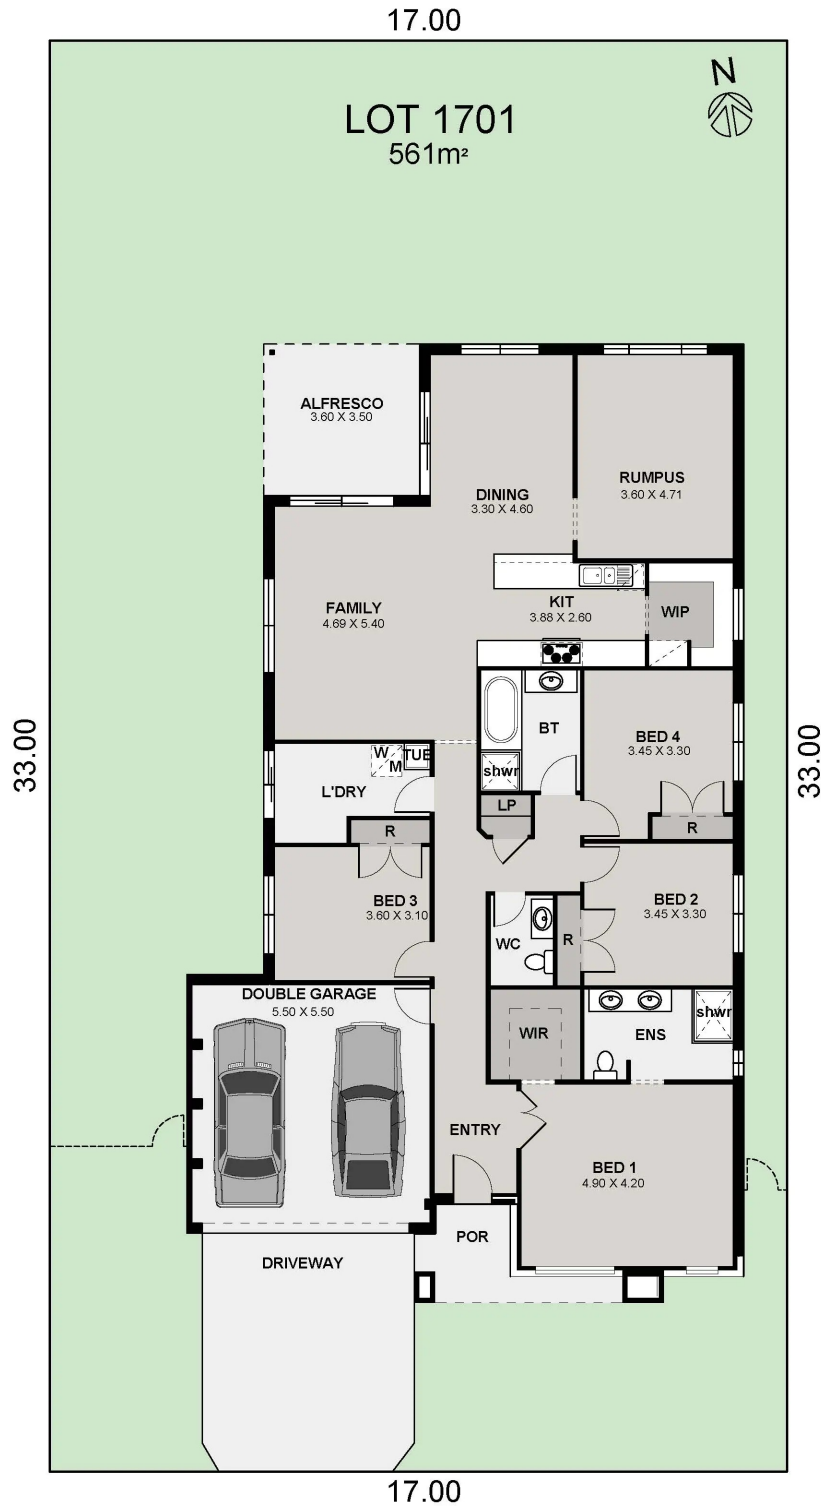 17.00
N
LOT 1701
561m²
ALFRESCO
3.60 X 3.50
RUMPUS
3.60 X 4.71
DINING
3.30 X 4.60
FAMILY
4.69 X 5.40
KIT
3.88 X 2.60
WIP
33.00
33.00
BT
BED 4
3.45 X 3.30
W
M
TUB
shwr
L'DRY
LP
R
R
BED 3
3.60 X 3.10
BED 2
3.45 X 3.30
WC
R
DOUBLE GARAGE
5.50 X 5.50
WIR
ENS
shwr
ENTRY
BED 1
4.90 X 4.20
POR
DRIVEWAY
17.00